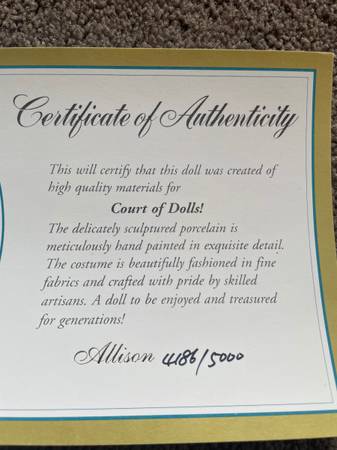 Certificate of Authenticity
This will certify that this doll was created of
high quality materials for
Court of Dolls!
The delicately sculptured porcelain is
meticulously hand painted in exquisite detail.
The costume is beautifully fashioned in fine
fabrics and crafted with pride by skilled
artisans. A doll to be enjoyed and treasured
for generations!
Allison 4186/5000